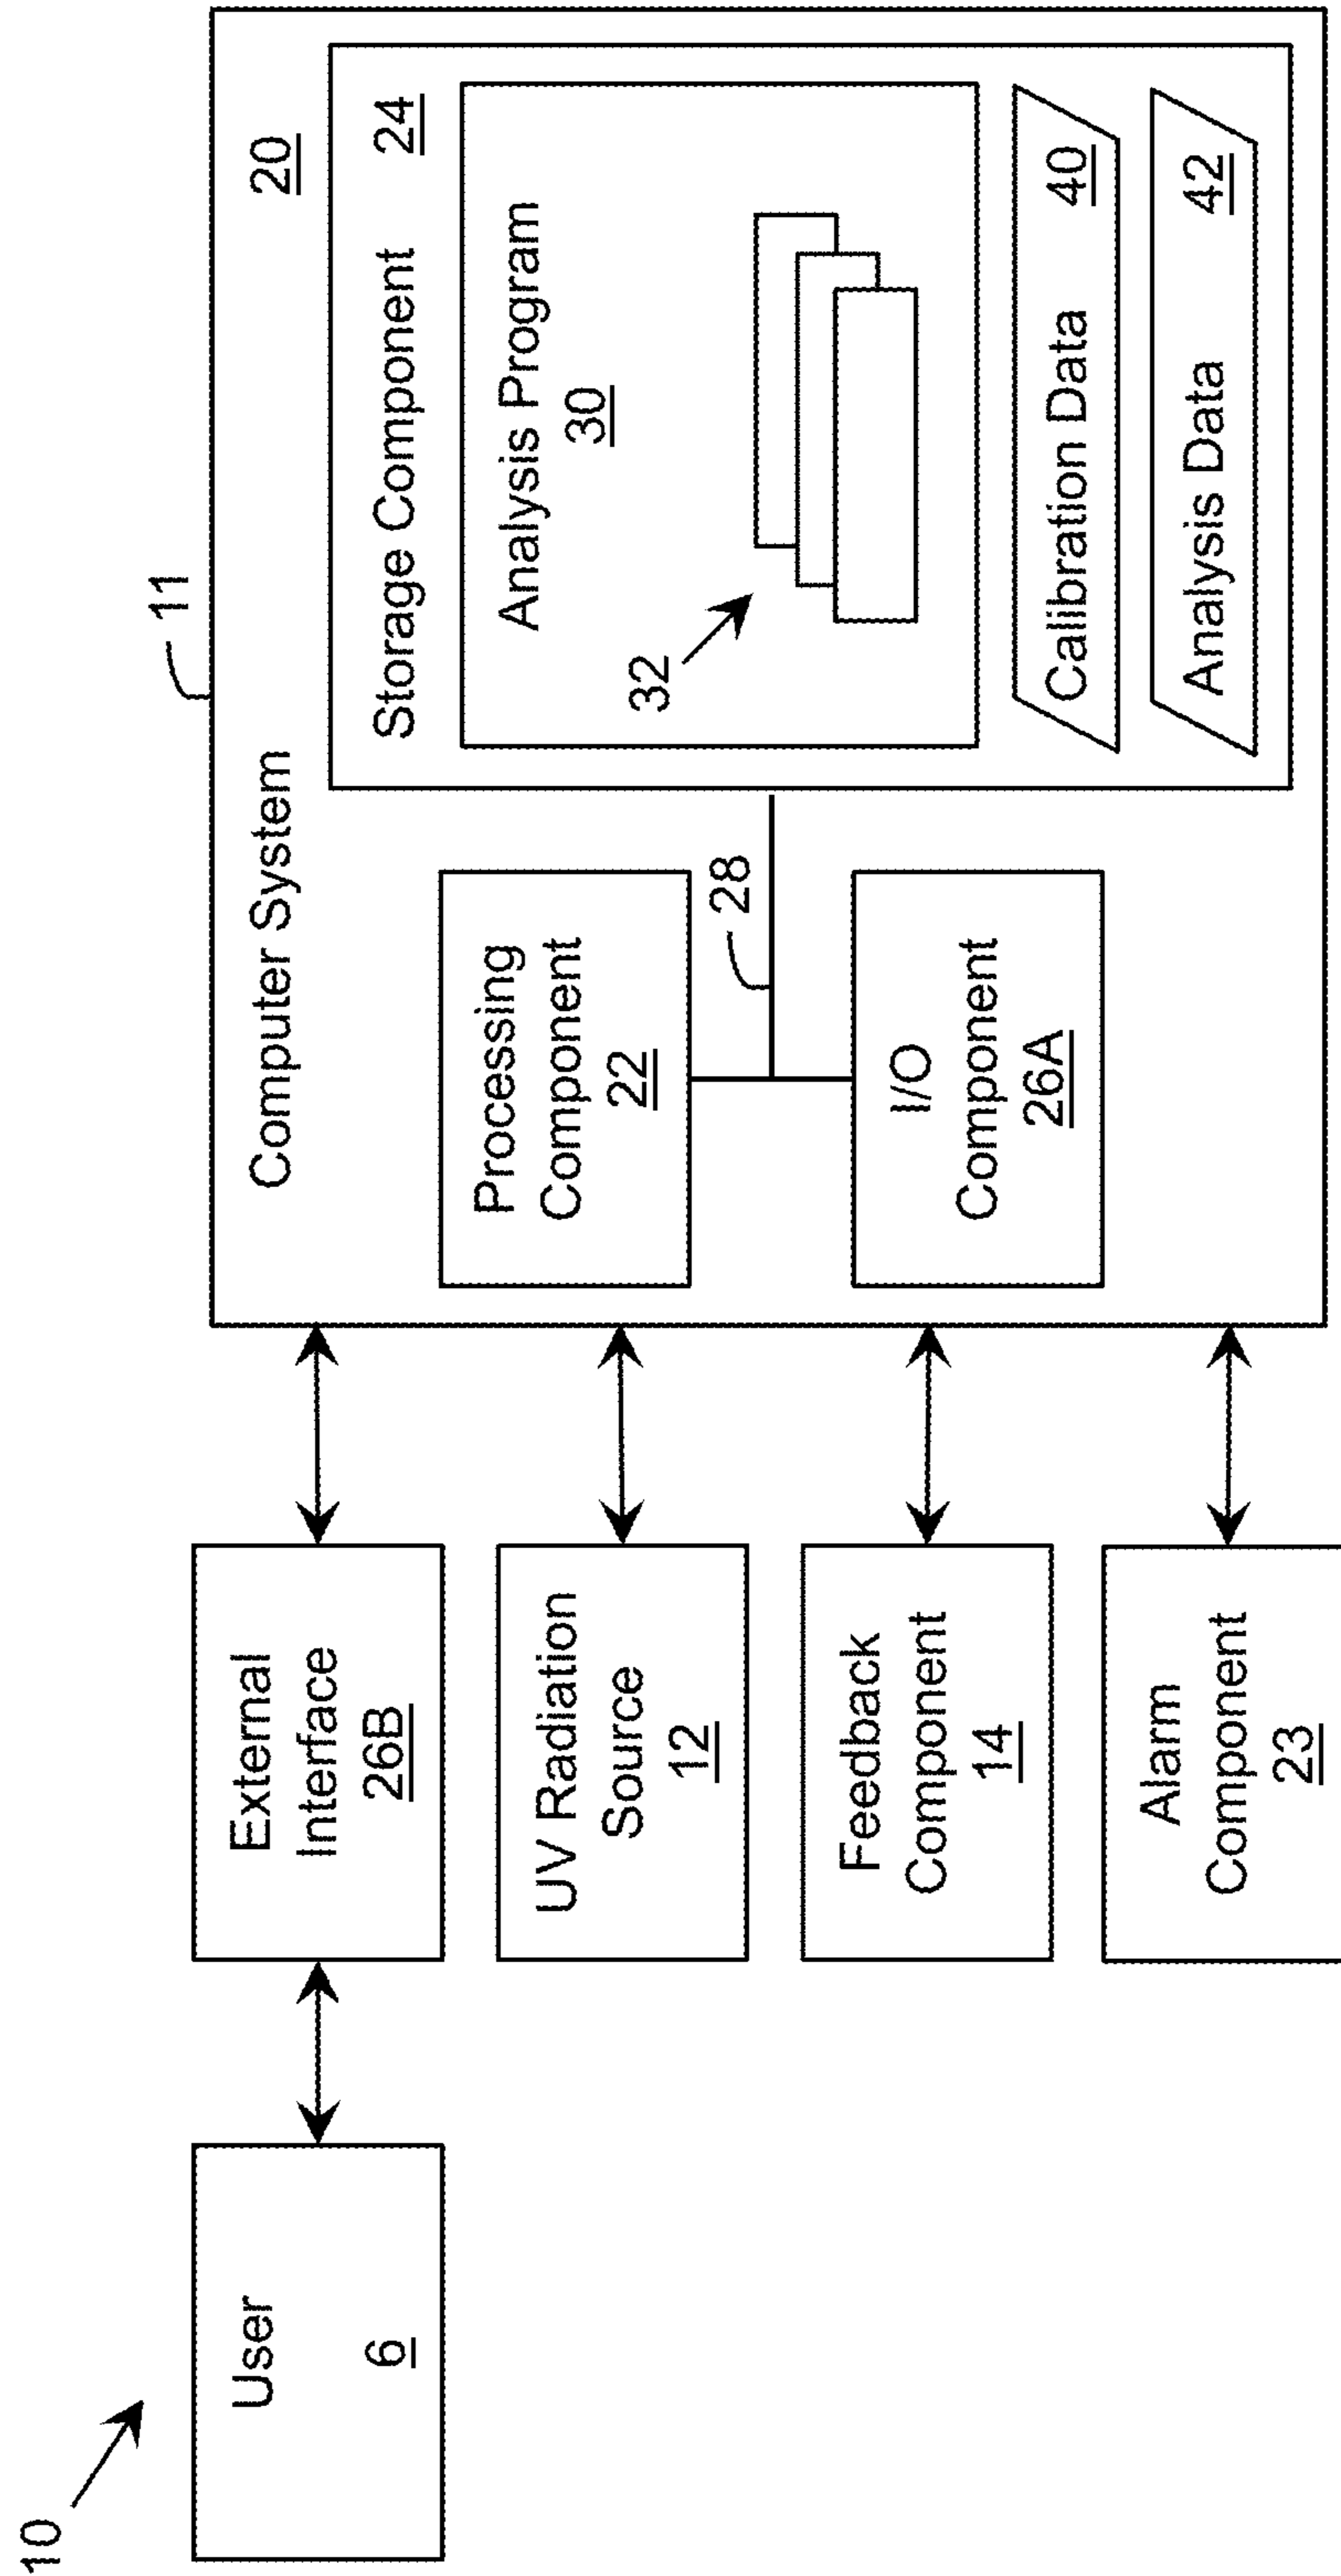 10
User
6
External
Interface
26B
UV Radiation
Source
12
Feedback
Component
14
Alarm
Component
23
11
Computer System
20
Processing
Component
22
28
I/O
Component
26A
Storage Component
24
Analysis Program
30
32
Calibration Data
40
Analysis Data
42